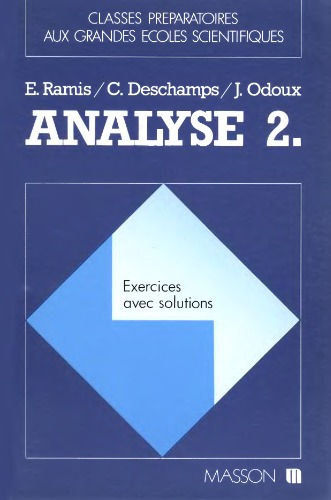 CLASSES PREPARATOIRES
AUX GRANDES ECOLES SCIENTIFIQUES
E. Ramis/C. Deschamps/J. Odoux
ANALYSE 2.
Exercices
avec solutions
MASSON